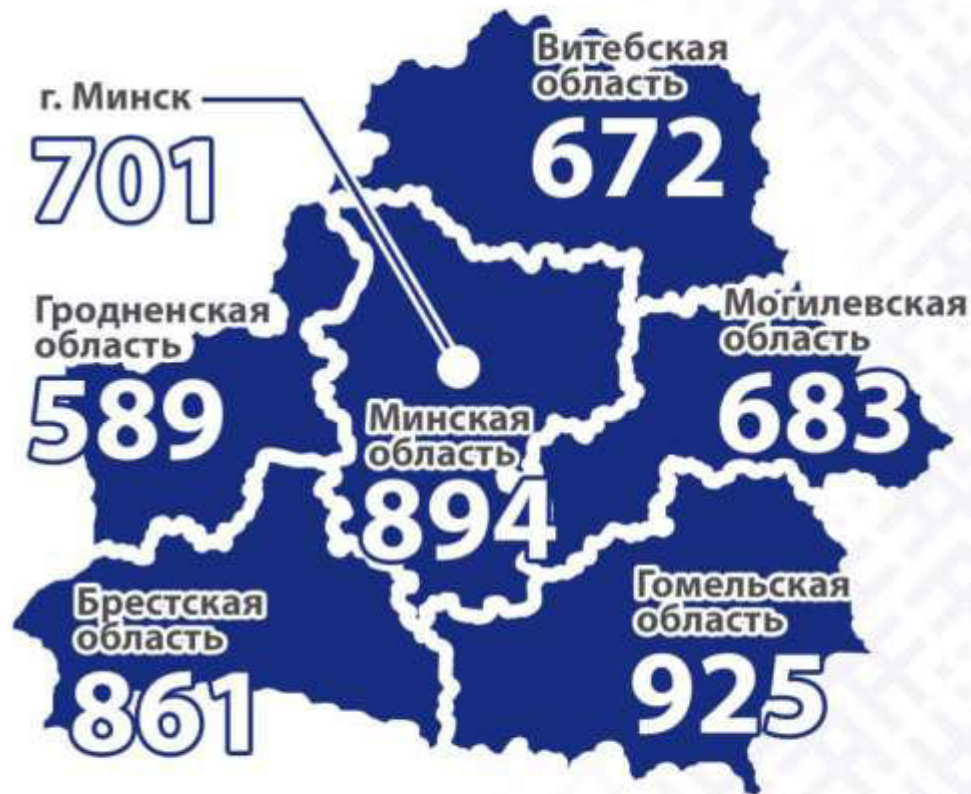 Витебская
область
672
г. Минск
701
Гродненская
область
589
Могилевская
область
683
Минская
область
894
Брестская
область
861
Гомельская
область
925